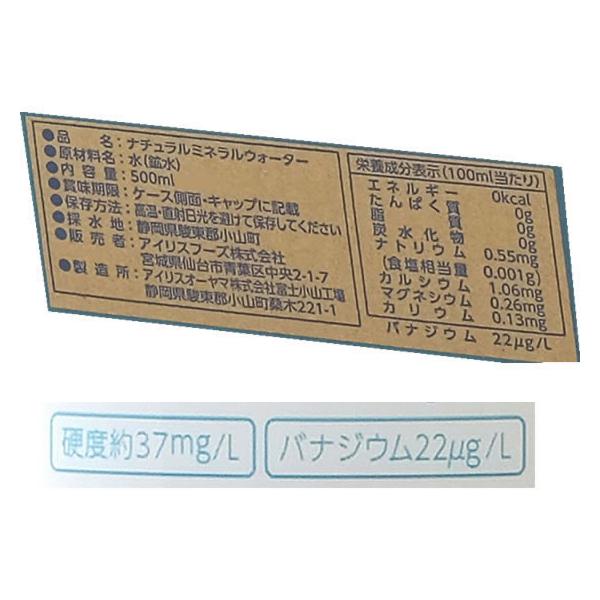 ●品　　名：ナチュラルミネラルウォーター
●原材料名：水(鉱水)
●内 容 量：500ml
●賞味期限：ケース側面・キャップに記載
●保存方法：高温・直射日光を避けて保存してください
●採 水 地：静岡県駿東郡小山町
●販 売 者：アイリスフーズ株式会社
宮城県仙台市青葉区中央2-1-7
●製 造 所：アイリスオーヤマ株式会社富士小山工場
静岡県駿東郡小山町桑木221-1
栄養成分表示(100ml当たり)
エネルギー 0kcal
たんぱく質 0g
脂質 0g
炭水化物 0g
ナトリウム 0.55mg
(食塩相当量 0.001g)
カルシウム 1.06mg
マグネシウム 0.26mg
カリウム 0.13mg
バナジウム 22μg/L
硬度約37mg/L
バナジウム22μg/L